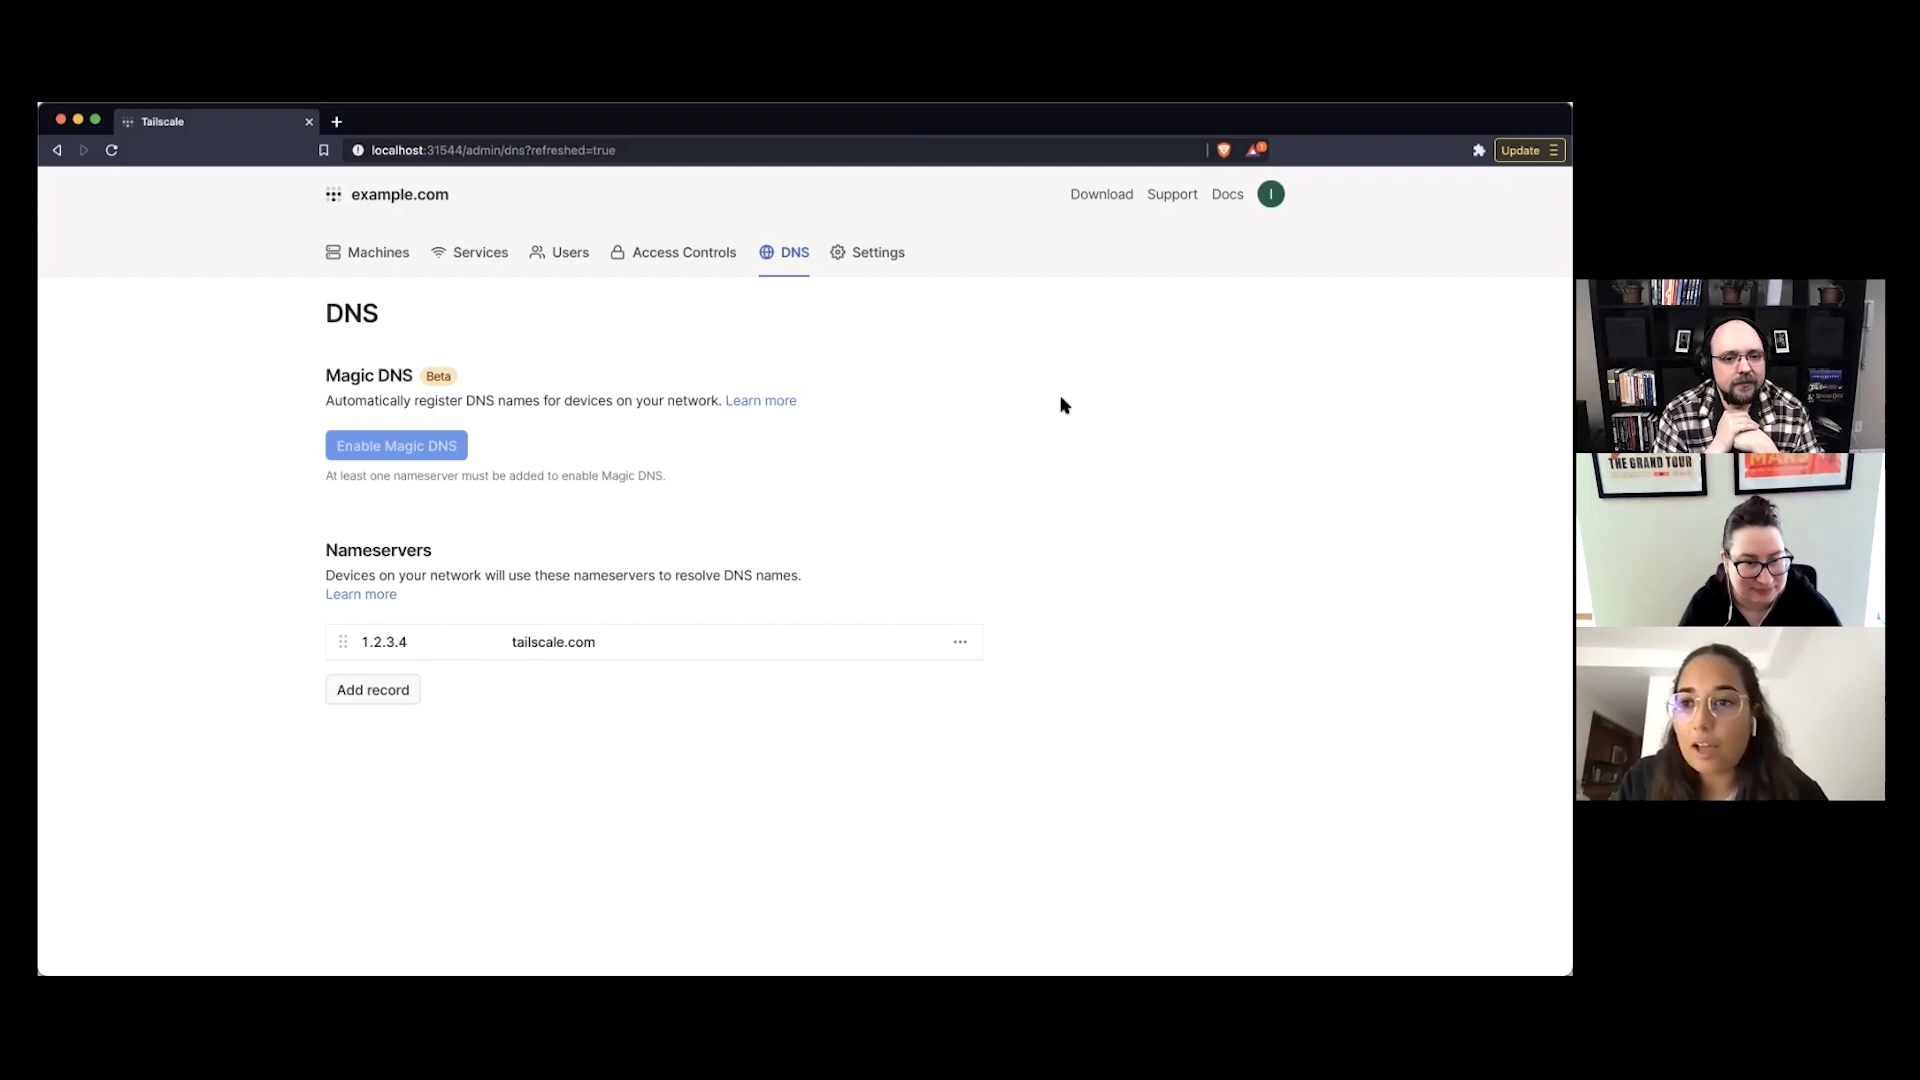 Tailscale
localhost:31544/admin/dns?refreshed=true
Update
example.com
Download Support Docs I
Machines Services Users Access Controls DNS Settings
DNS
Magic DNS Beta
Automatically register DNS names for devices on your network. Learn more
Enable Magic DNS
At least one nameserver must be added to enable Magic DNS.
Nameservers
Devices on your network will use these nameservers to resolve DNS names.
Learn more
1.2.3.4 tailscale.com
Add record
THE GRAND TOUR
MARS